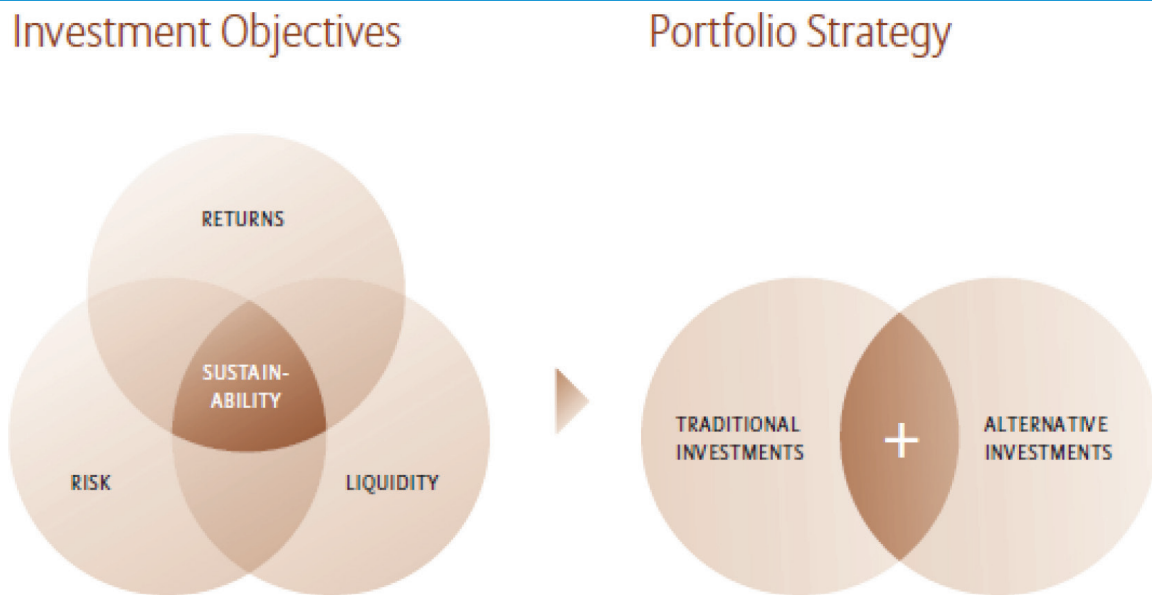 Investment Objectives
Portfolio Strategy
RETURNS
SUSTAIN-
ABILITY
RISK
LIQUIDITY
TRADITIONAL
INVESTMENTS
+
ALTERNATIVE
INVESTMENTS